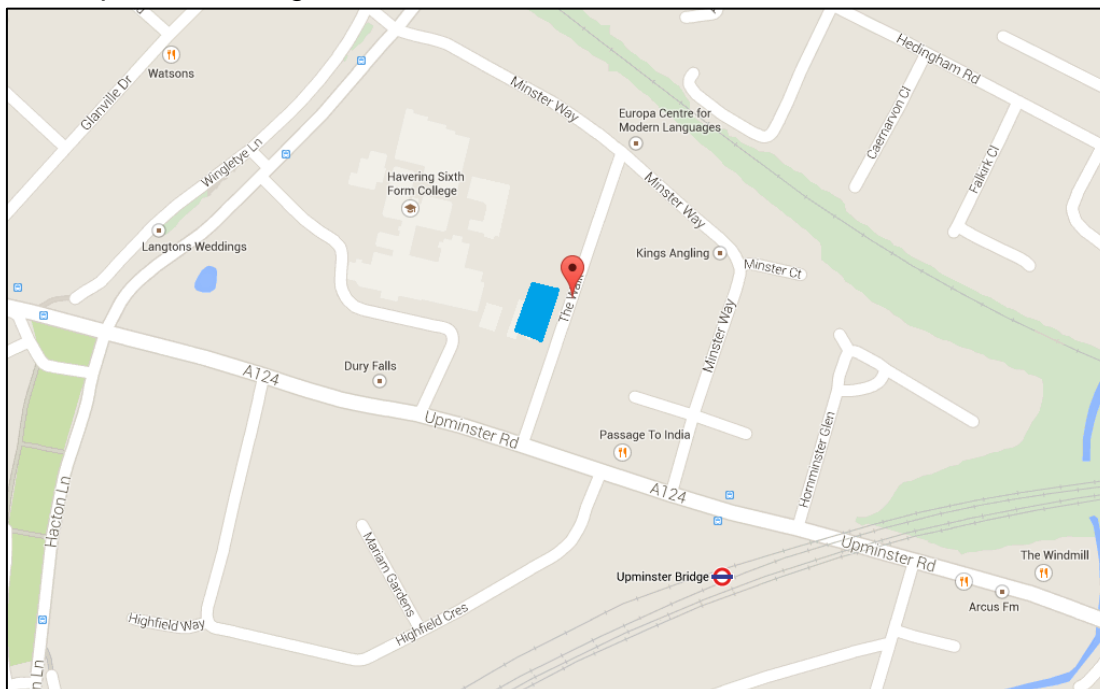 Hedingham Rd
Watsons
Glanville Dr
Minster Way
Europa Centre for
Modern Languages
Caernarvon Cl
Falkirk Cl
Wingletye Ln
Havering Sixth
Form College
Minster Way
Langtons Weddings
Kings Angling
Minster Ct
The Walk
Minster Way
Dury Falls
A124
Upminster Rd
Passage To India
Hornminster Glen
A124
Hacton Ln
Upminster Rd
The Windmill
Mariam Gardens
Upminster Bridge
Arcus Fm
Highfield Way
Highfield Cres
n Ln